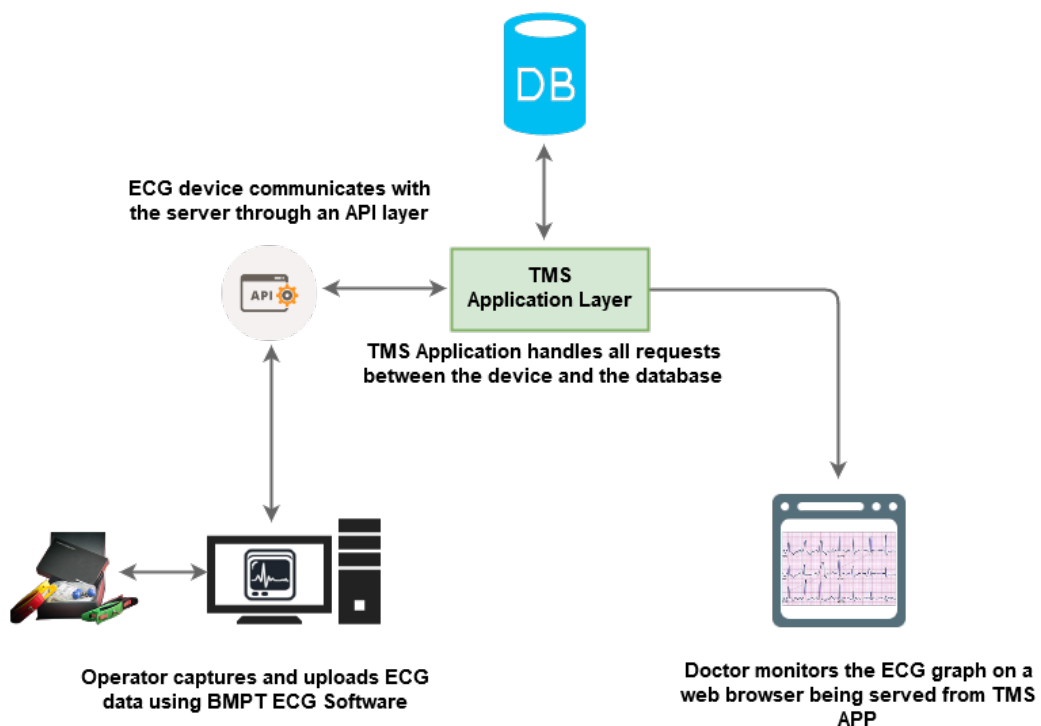 DB
ECG device communicates with
the server through an API layer
API
TMS
Application Layer
TMS Application handles all requests
between the device and the database
Operator captures and uploads ECG
data using BMPT ECG Software
Doctor monitors the ECG graph on a
web browser being served from TMS
APP